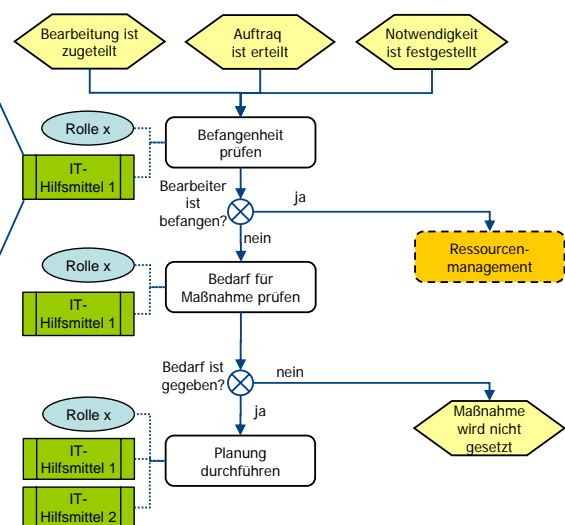 Bearbeitung ist
zugeteilt
Auftraq
ist erteilt
Notwendigkeit
ist festgestellt
Rolle x
IT-
Hilfsmittel 1
Befangenheit
prüfen
Bearbeiter
ist
befangen?
ja
nein
Ressourcen-
management
Rolle x
IT-
Hilfsmittel 1
Bedarf für
Maßnahme prüfen
Bedarf ist
gegeben?
nein
ja
Maßnahme
wird nicht
gesetzt
Rolle x
IT-
Hilfsmittel 1
IT-
Hilfsmittel 2
Planung
durchführen